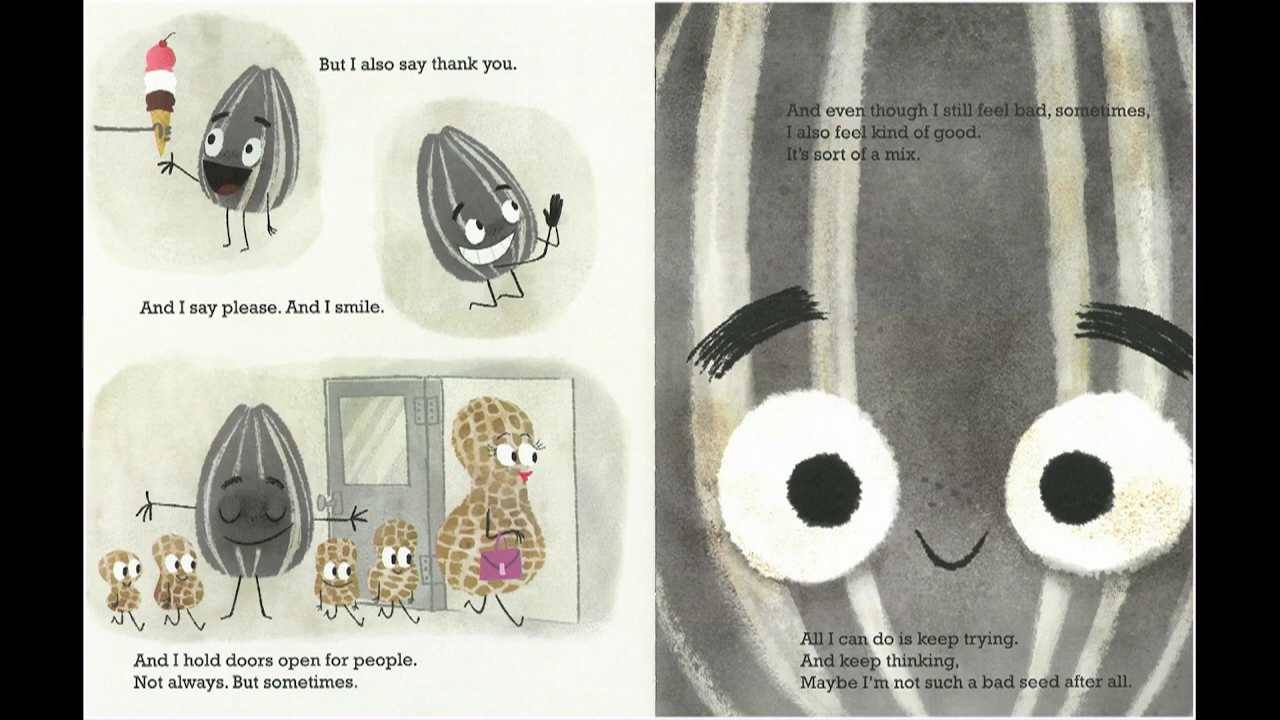 But I also say thank you.
And I say please. And I smile.
And I hold doors open for people.
Not always. But sometimes.
And even though I still feel bad, sometimes,
I also feel kind of good.
It's sort of a mix.
All I can do is keep trying.
And keep thinking,
Maybe I'm not such a bad seed after all.